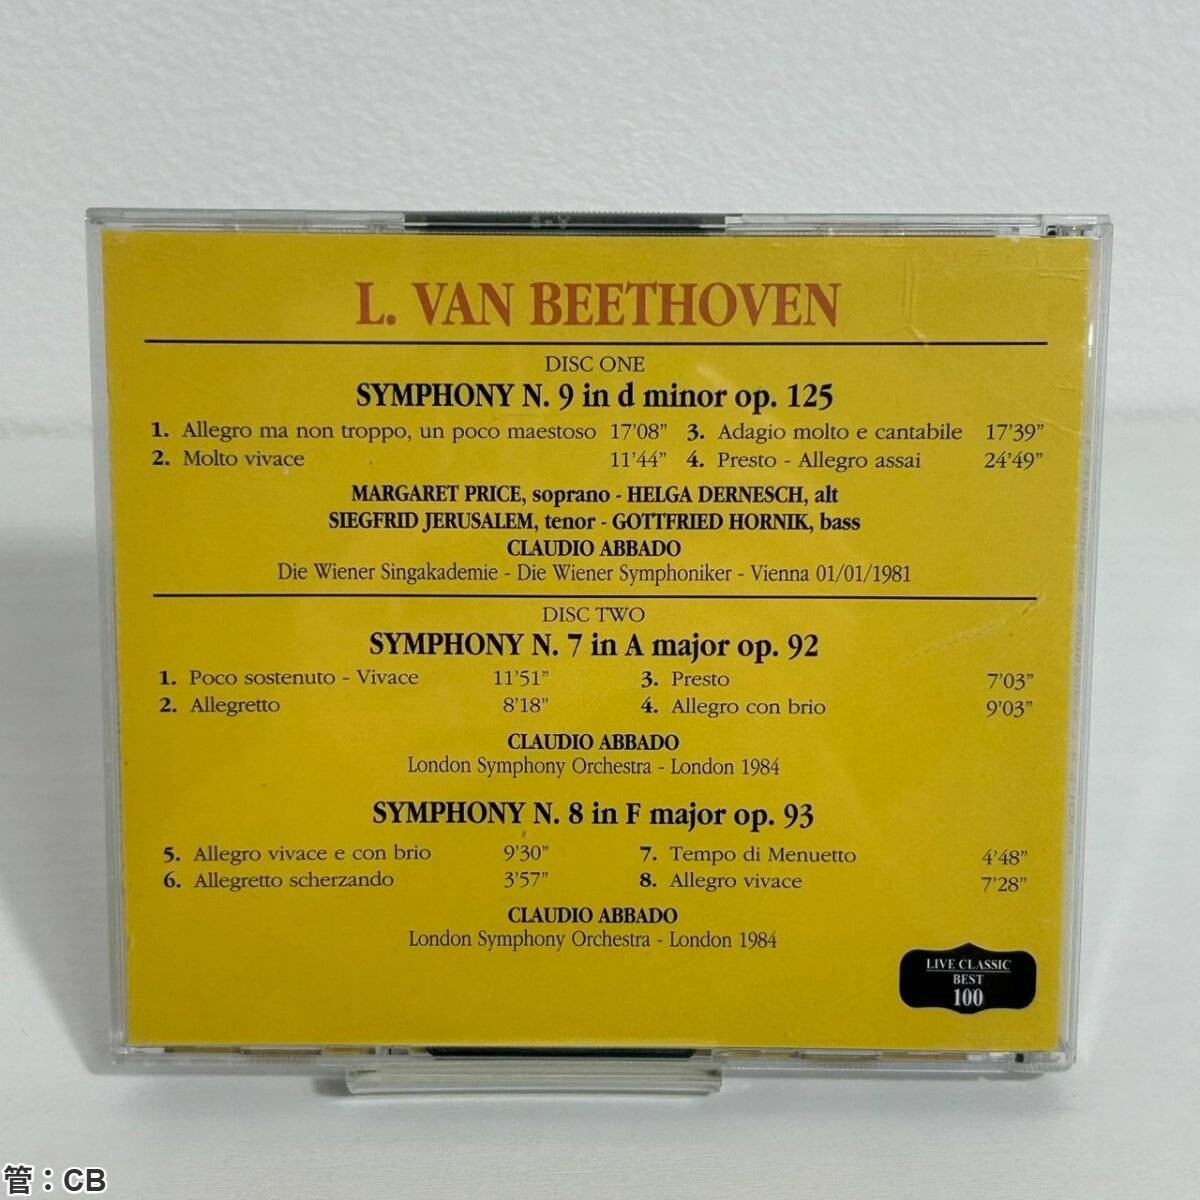 L. VAN BEETHOVEN
DISC ONE
SYMPHONY N. 9 in d minor op. 125
1. Allegro ma non troppo, un poco maestoso 17'08" 3. Adagio molto e cantabile 17'39"
2. Molto vivace 11'44" 4. Presto - Allegro assai 24'49"
MARGARET PRICE, soprano - HELGA DERNESCH, alt
SIEGFRID JERUSALEM, tenor - GOTTFRIED HORNIK, bass
CLAUDIO ABBADO
Die Wiener Singakademie - Die Wiener Symphoniker - Vienna 01/01/1981
DISC TWO
SYMPHONY N. 7 in A major op. 92
1. Poco sostenuto - Vivace 11'51" 3. Presto 7'03"
2. Allegretto 8'18" 4. Allegro con brio 9'03"
CLAUDIO ABBADO
London Symphony Orchestra - London 1984
SYMPHONY N. 8 in F major op. 93
5. Allegro vivace e con brio 9'30" 7. Tempo di Menuetto 4'48"
6. Allegretto scherzando 3'57" 8. Allegro vivace 7'28"
CLAUDIO ABBADO
London Symphony Orchestra - London 1984
LIVE CLASSIC
BEST
100
管：CB